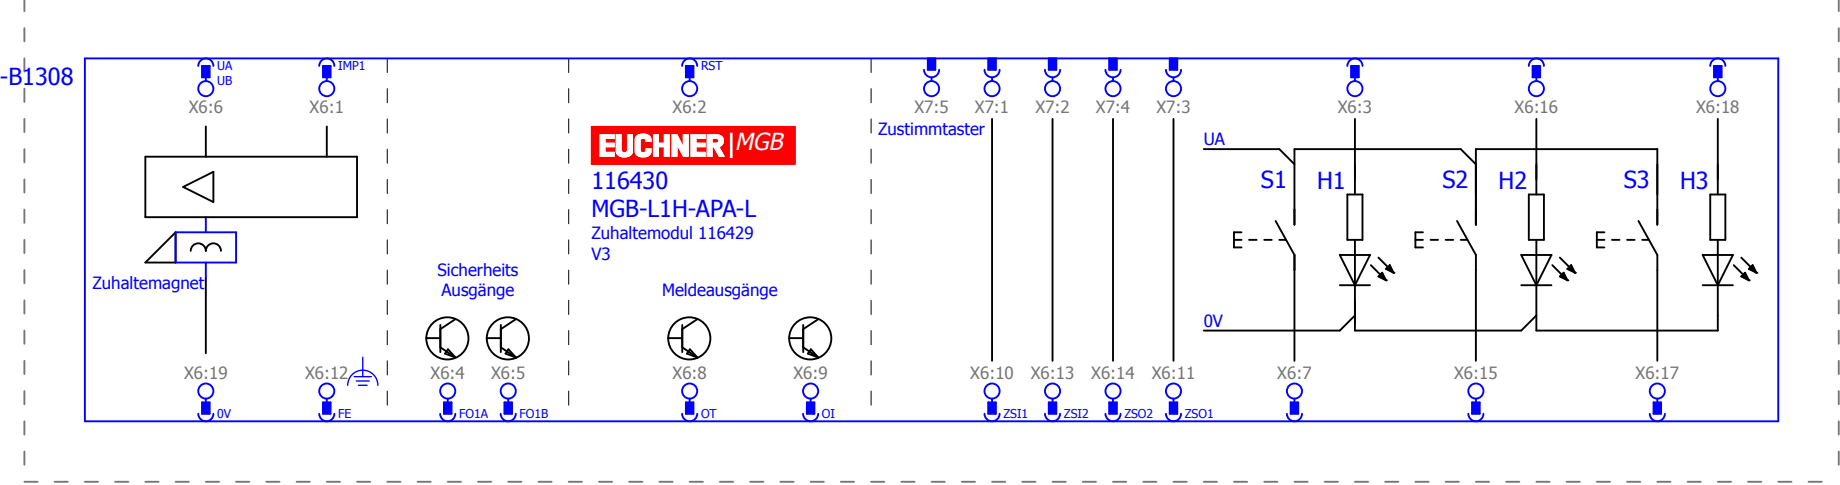 -B1308
UA
UB
IMP1
RST
X6:6
X6:1
X6:2
X7:5
X7:1
X7:2
X7:4
X7:3
X6:3
X6:16
X6:18
Zustimmtaster
EUCHNER MGB
116430
MGB-L1H-APA-L
Zuhaltemodul 116429
V3
UA
S1
H1
S2
H2
S3
H3
Zuhaltemagnet
Sicherheits
Ausgänge
Meldeausgänge
0V
X6:19
X6:12
X6:4
X6:5
X6:8
X6:9
X6:10
X6:13
X6:14
X6:11
X6:7
X6:15
X6:17
0V
FE
FO1A
FO1B
OT
OI
ZSI1
ZSI2
ZSO2
ZSO1